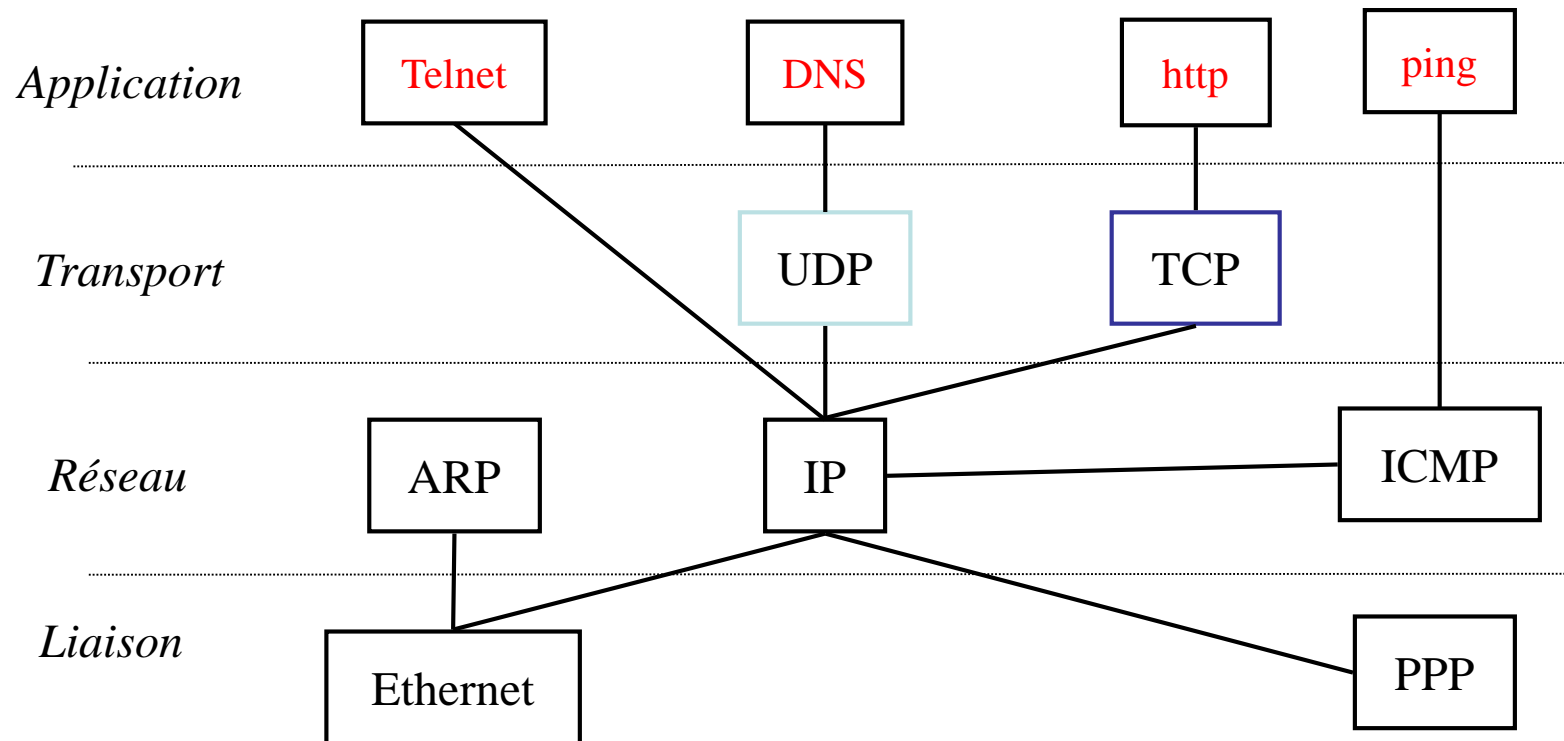 Application
Telnet
DNS
http
ping
Transport
UDP
TCP
Réseau
ARP
IP
ICMP
Liaison
Ethernet
PPP